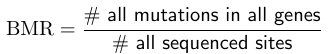 BMR = # all mutations in all genes
# all sequenced sites